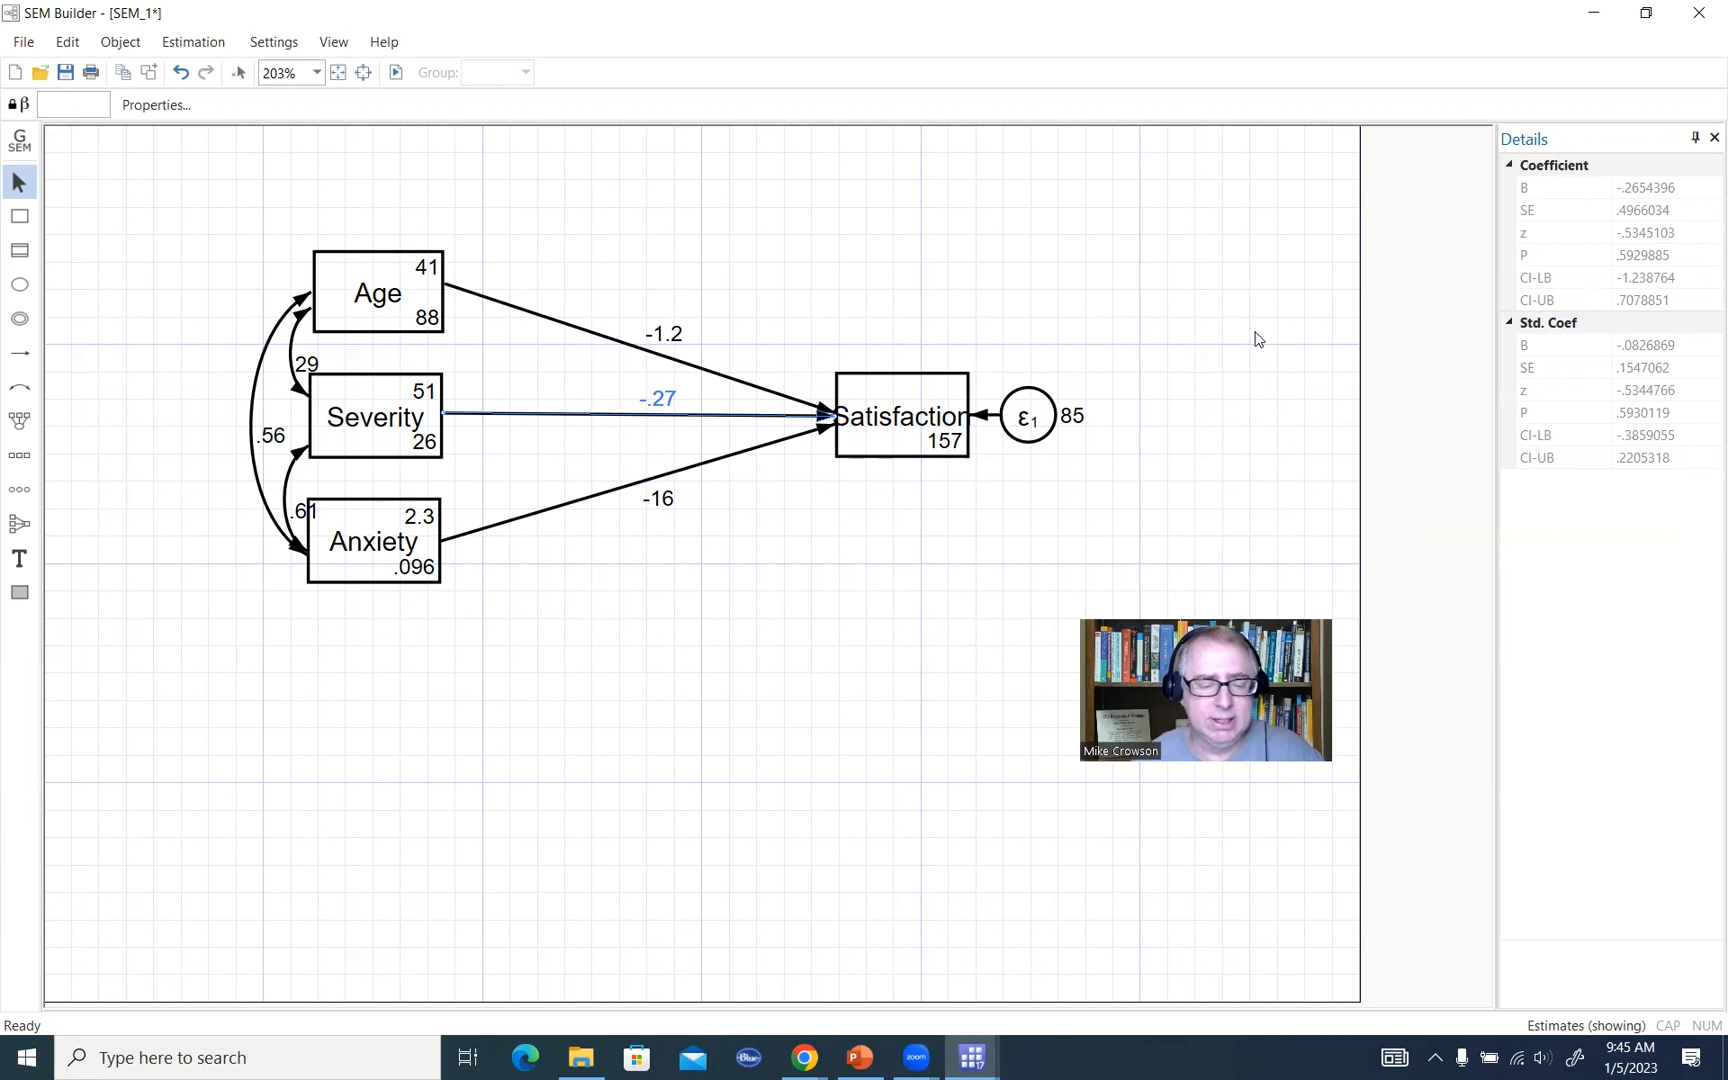 SEM Builder - [SEM_1*]
File Edit Object Estimation Settings View Help
203% Group:
β Properties...
G
SEM
T
41
Age
88
51
Severity
26
2.3
Anxiety
.096
29
.56
.61
-1.2
-.27
-16
Satisfaction
157
ε1
85
Mike Crowson
Details
Coefficient
B -.2654396
SE .4966034
z -.5345103
P .5929885
CI-LB -1.238764
CI-UB .7078851
Std. Coef
B -.0826869
SE .1547062
z -.5344766
P .5930119
CI-LB -.3859055
CI-UB .2205318
Ready Estimates (showing) CAP NUM
Type here to search
Blue
zoom
17
9:45 AM
1/5/2023